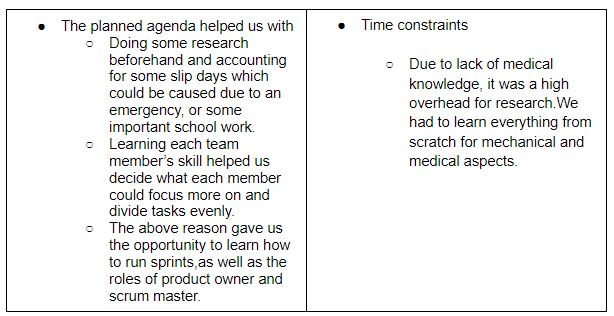 ● The planned agenda helped us with
○ Doing some research
beforehand and accounting
for some slip days which
could be caused due to an
emergency, or some
important school work.
○ Learning each team
member's skill helped us
decide what each member
could focus more on and
divide tasks evenly.
○ The above reason gave us
the opportunity to learn how
to run sprints,as well as the
roles of product owner and
scrum master.
● Time constraints
○ Due to lack of medical
knowledge, it was a high
overhead for research.We
had to learn everything from
scratch for mechanical and
medical aspects.